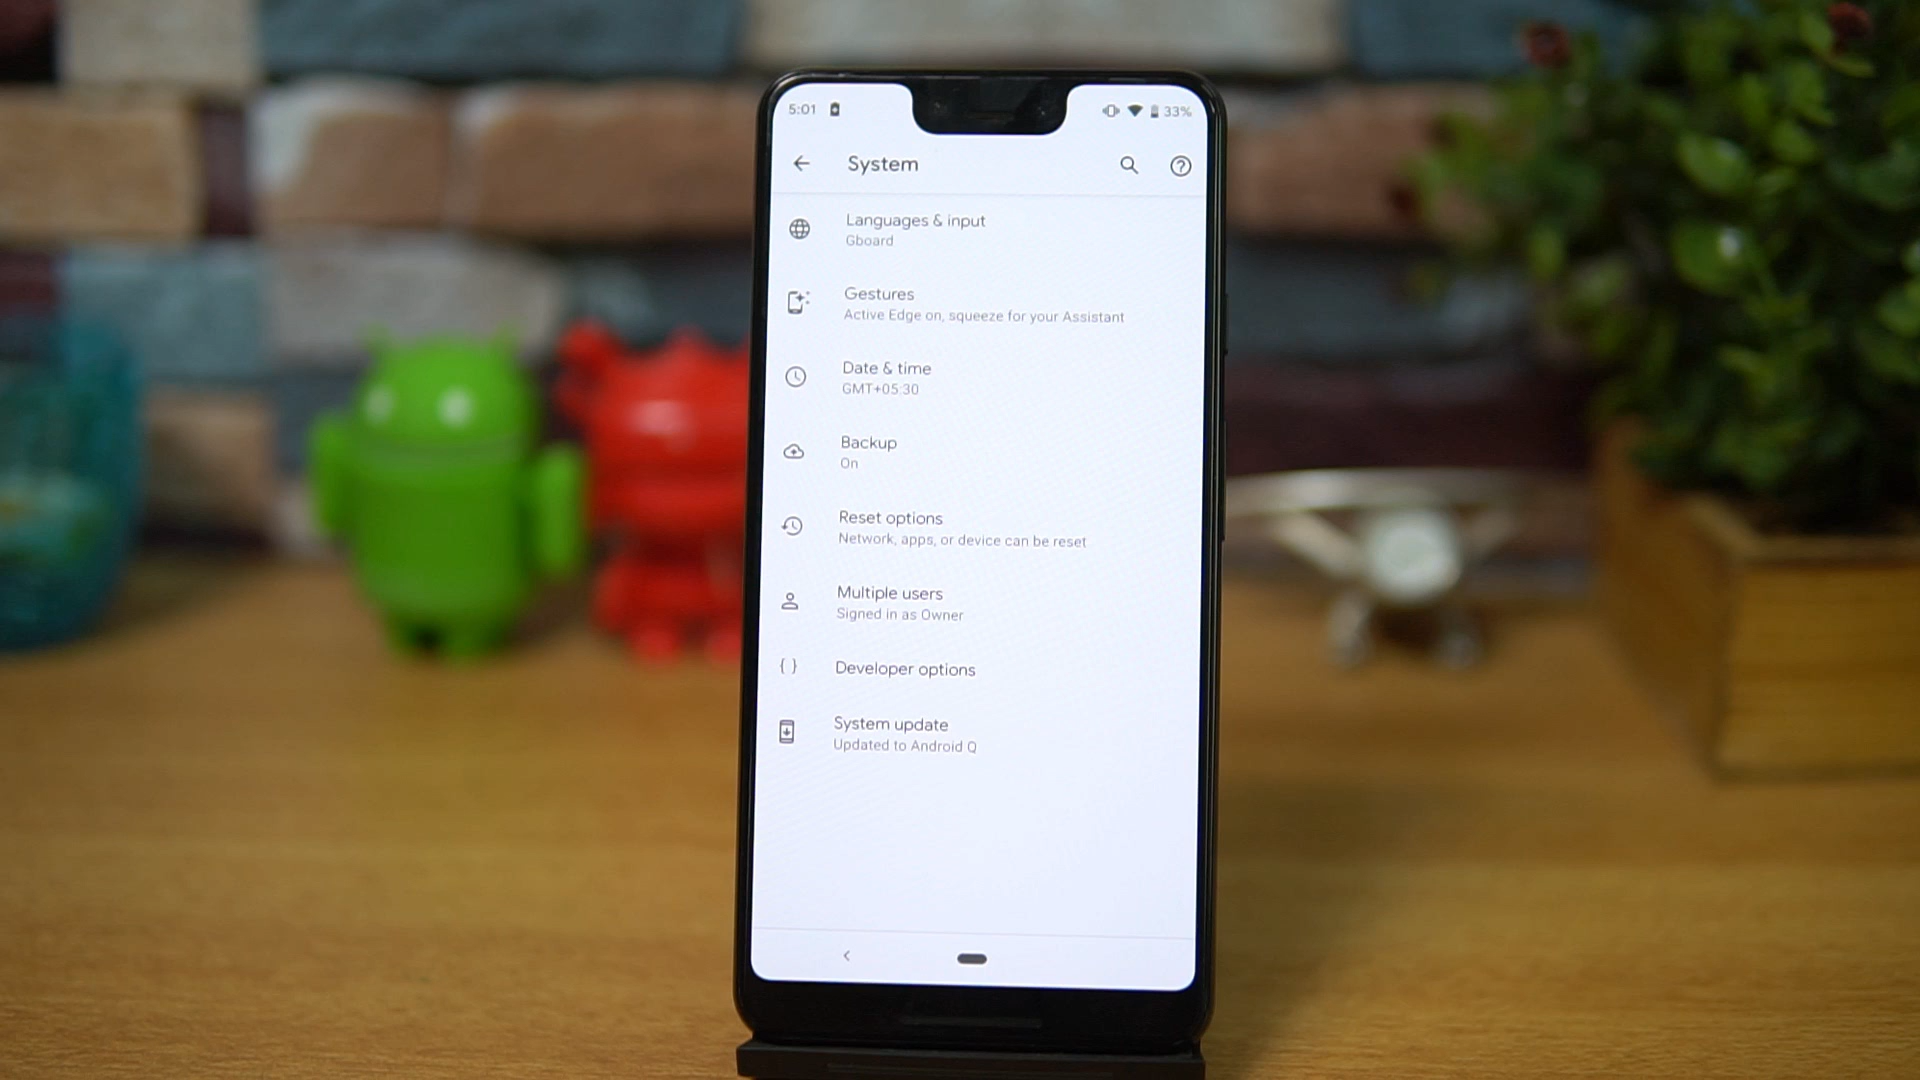 5:01
33%
System
Languages & input
Gboard
Gestures
Active Edge on, squeeze for your Assistant
Date & time
GMT+05:30
Backup
On
Reset options
Network, apps, or device can be reset
Multiple users
Signed in as Owner
{ } Developer options
System update
Updated to Android Q